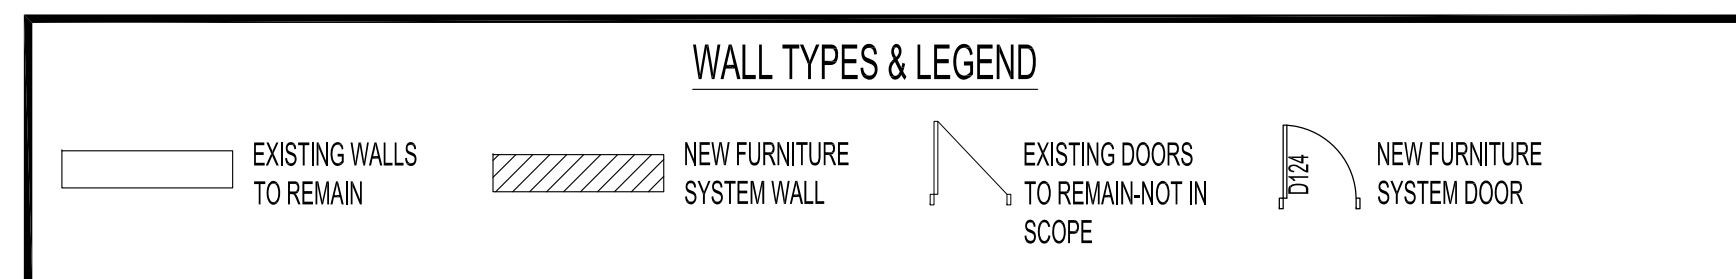 WALL TYPES & LEGEND
EXISTING WALLS
TO REMAIN
NEW FURNITURE
SYSTEM WALL
EXISTING DOORS
TO REMAIN-NOT IN
SCOPE
D124
NEW FURNITURE
SYSTEM DOOR